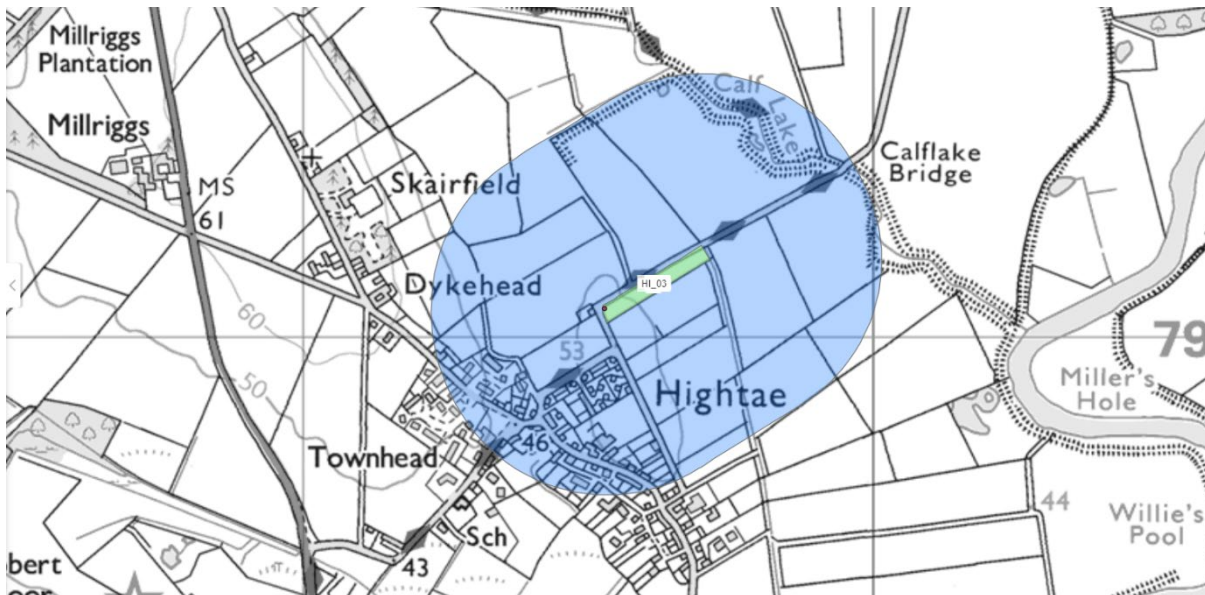 Millriggs
Plantation
Millriggs
MS
61
Skairfield
Calf
Lake
Calflake
Bridge
Dykehead
HI_03
60
50
53
79
Miller's
Hole
Hightae
46
Townhead
Sch
43
44
Willie's
Pool
bert